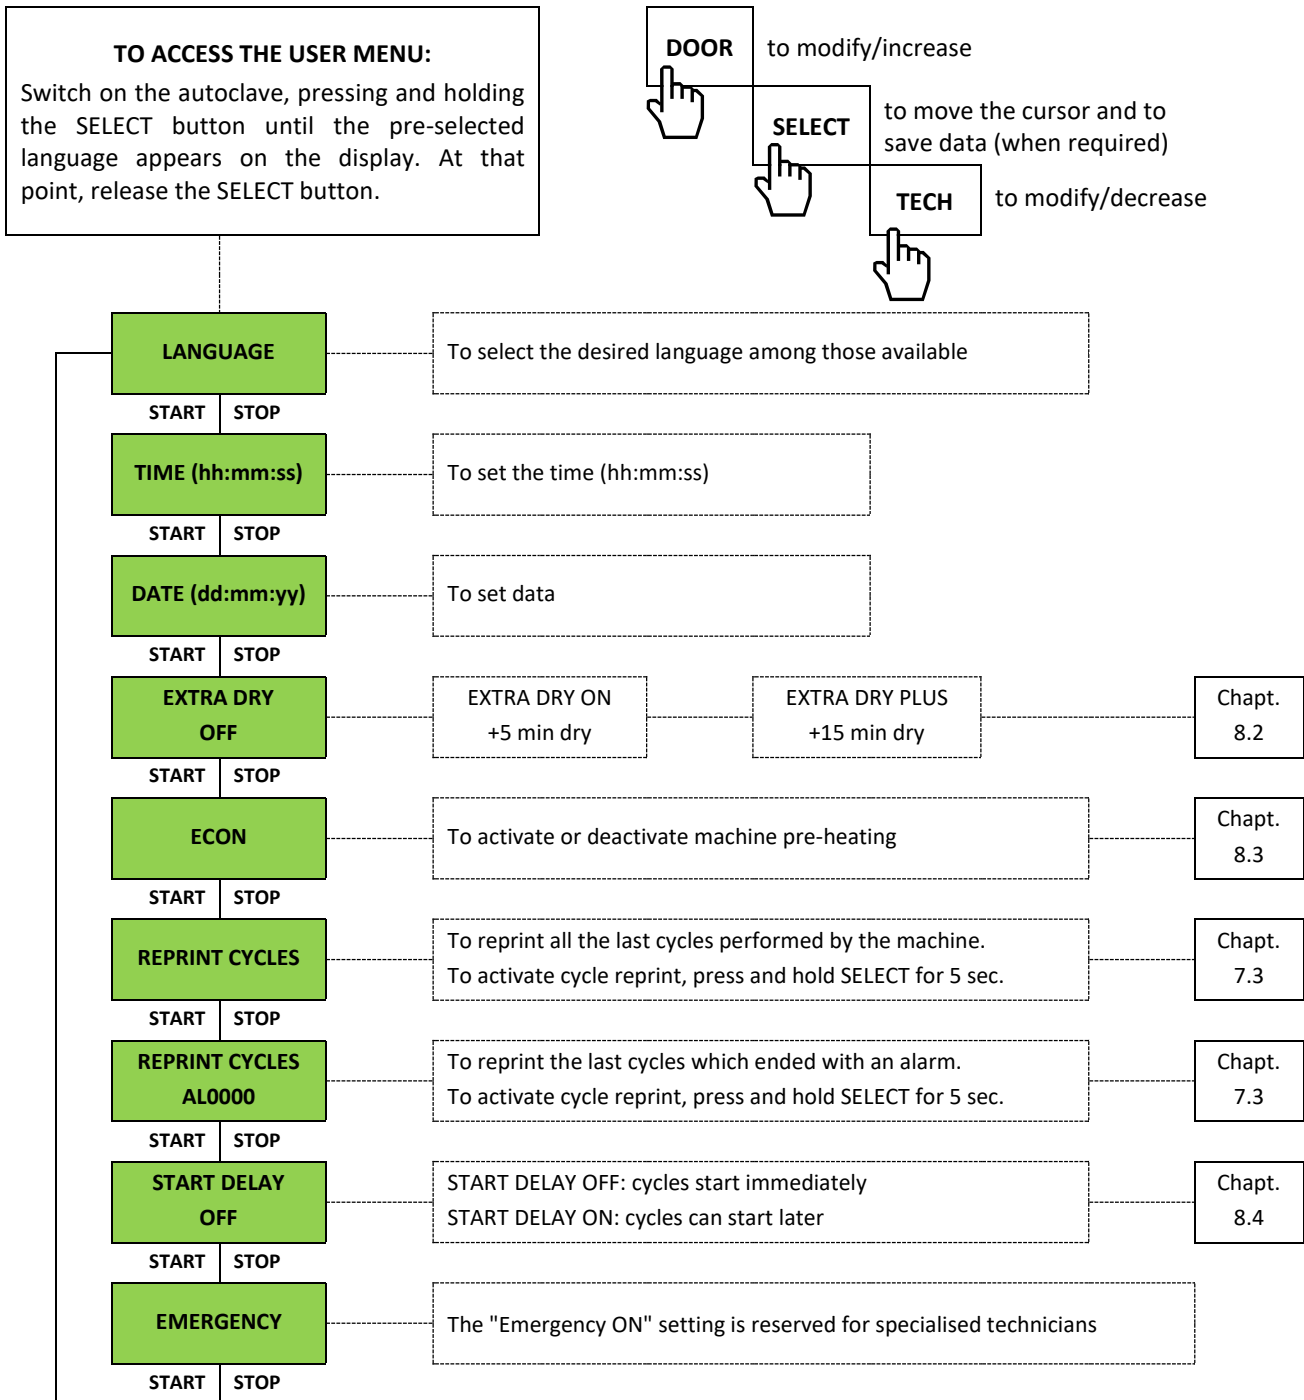 TO ACCESS THE USER MENU:
Switch on the autoclave, pressing and holding
the SELECT button until the pre-selected
language appears on the display. At that
point, release the SELECT button.
DOOR
to modify/increase
SELECT
to move the cursor and to
save data (when required)
TECH
to modify/decrease
LANGUAGE
To select the desired language among those available
START STOP
TIME (hh:mm:ss)
To set the time (hh:mm:ss)
START STOP
DATE (dd:mm:yy)
To set data
START STOP
EXTRA DRY
OFF
EXTRA DRY ON
+5 min dry
EXTRA DRY PLUS
+15 min dry
Chapt.
8.2
START STOP
ECON
To activate or deactivate machine pre-heating
Chapt.
8.3
START STOP
REPRINT CYCLES
To reprint all the last cycles performed by the machine.
To activate cycle reprint, press and hold SELECT for 5 sec.
Chapt.
7.3
START STOP
REPRINT CYCLES
AL0000
To reprint the last cycles which ended with an alarm.
To activate cycle reprint, press and hold SELECT for 5 sec.
Chapt.
7.3
START STOP
START DELAY
OFF
START DELAY OFF: cycles start immediately
START DELAY ON: cycles can start later
Chapt.
8.4
START STOP
EMERGENCY
The "Emergency ON" setting is reserved for specialised technicians
START STOP